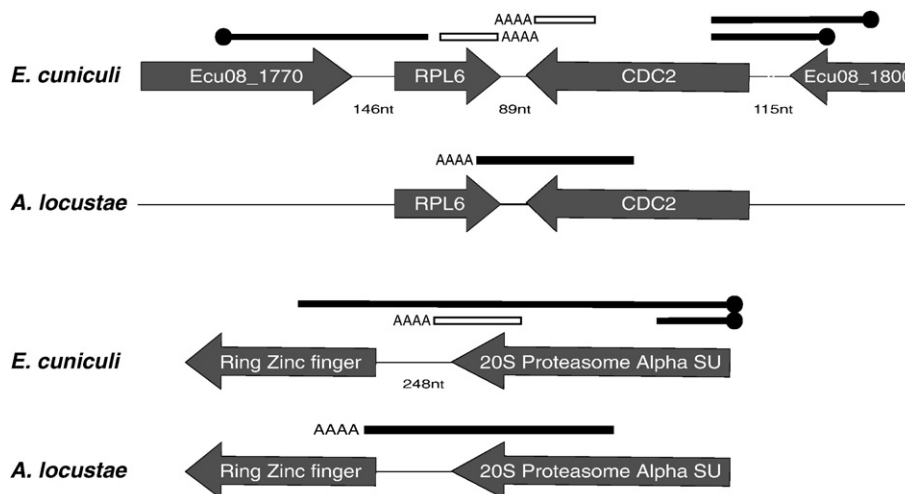 AAAA
AAAA
E. cuniculi
Ecu08_1770
RPL6
CDC2
Ecu08_1800
146nt
89nt
115nt
AAAA
A. locustae
RPL6
CDC2
AAAA
E. cuniculi
Ring Zinc finger
20S Proteasome Alpha SU
248nt
AAAA
A. locustae
Ring Zinc finger
20S Proteasome Alpha SU